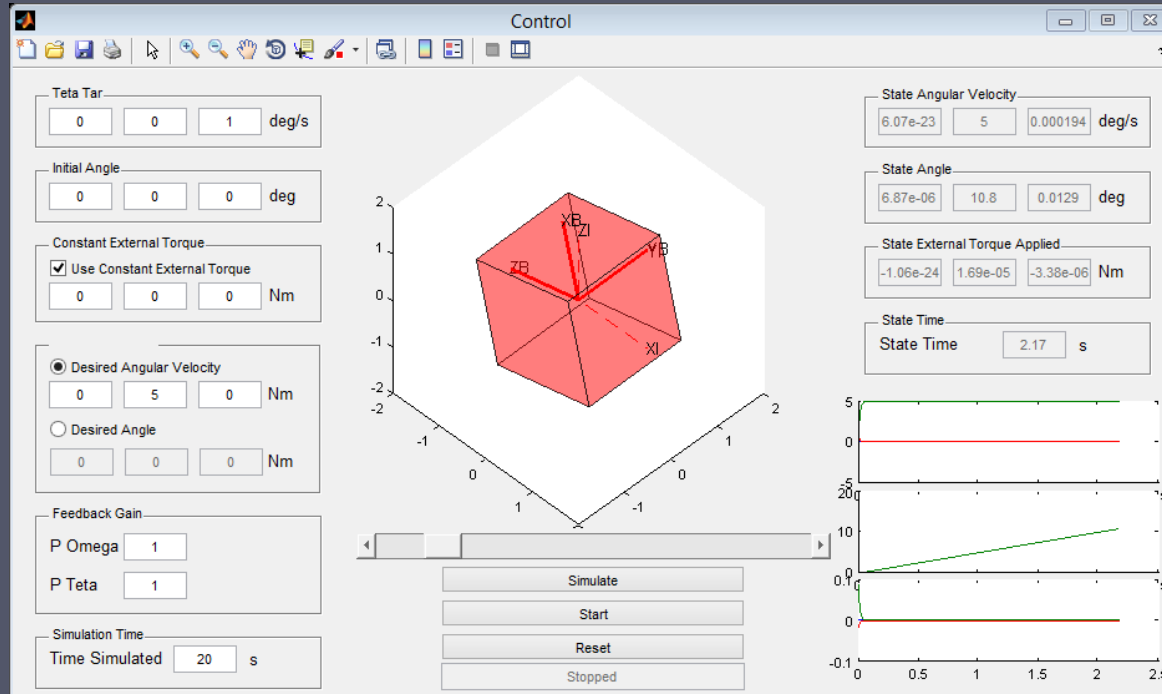 Control
Teta Tar
0 0 1 deg/s
Initial Angle
0 0 0 deg
Constant External Torque
Use Constant External Torque
0 0 0 Nm
Desired Angular Velocity
0 5 0 Nm
Desired Angle
0 0 0 Nm
Feedback Gain
P Omega 1
P Teta 1
Simulation Time
Time Simulated 20 s
2
1
0
-1
-2
-2
-1
0
1
-1
0
1
2
XB
ZI
YB
ZB
XI
Simulate
Start
Reset
Stopped
State Angular Velocity
6.07e-23 5 0.000194 deg/s
State Angle
6.87e-06 10.8 0.0129 deg
State External Torque Applied
-1.06e-24 1.69e-05 -3.38e-06 Nm
State Time
State Time 2.17 s
5
0
-5
20
10
0
0.1
0
-0.1
0 0.5 1 1.5 2